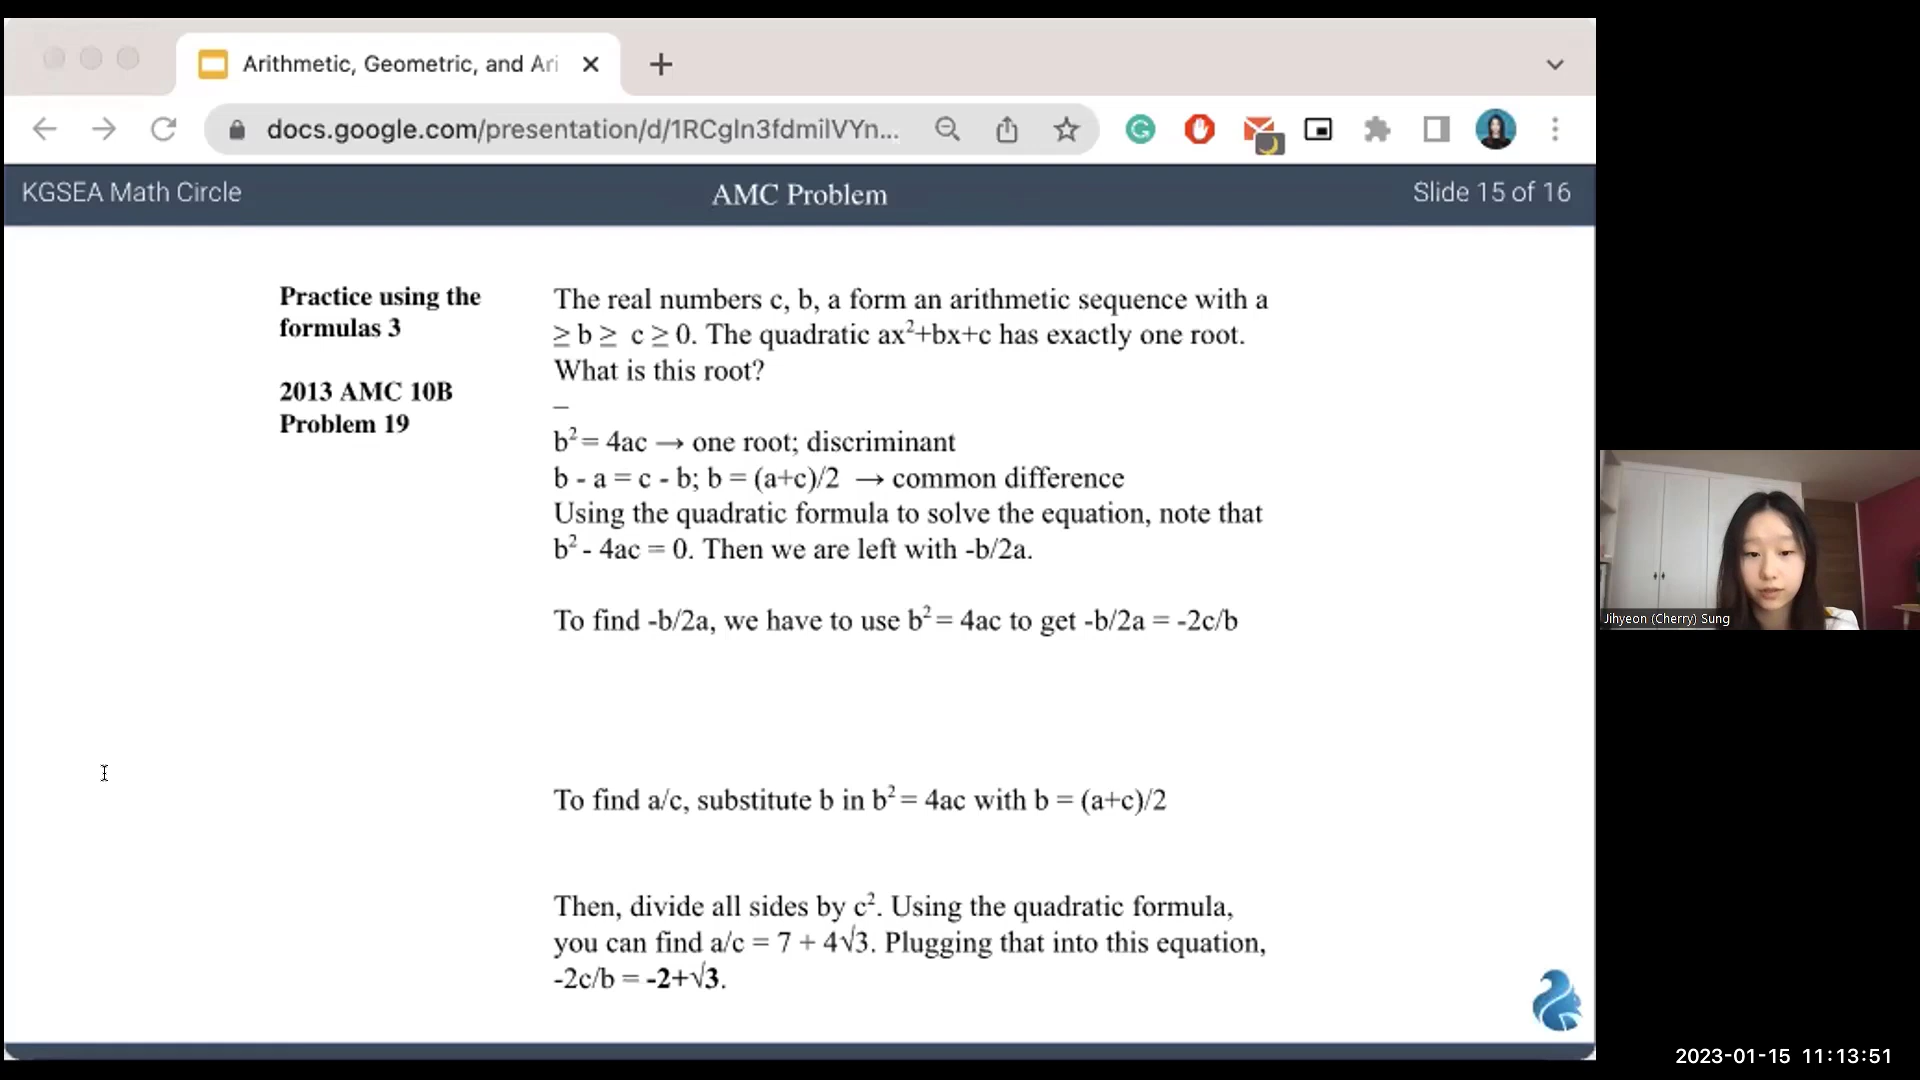 Arithmetic, Geometric, and Ari
docs.google.com/presentation/d/1RCgln3fdmilVYn...
KGSEA Math Circle
AMC Problem
Slide 15 of 16
Practice using the
formulas 3
2013 AMC 10B
Problem 19
The real numbers c, b, a form an arithmetic sequence with a
≥ b ≥ c ≥ 0. The quadratic ax²+bx+c has exactly one root.
What is this root?
–
b² = 4ac → one root; discriminant
b - a = c - b; b = (a+c)/2 → common difference
Using the quadratic formula to solve the equation, note that
b² - 4ac = 0. Then we are left with -b/2a.
To find -b/2a, we have to use b² = 4ac to get -b/2a = -2c/b
To find a/c, substitute b in b² = 4ac with b = (a+c)/2
Then, divide all sides by c². Using the quadratic formula,
you can find a/c = 7 + 4√3. Plugging that into this equation,
-2c/b = -2+√3.
Jihyeon (Cherry) Sung
2023-01-15 11:13:51